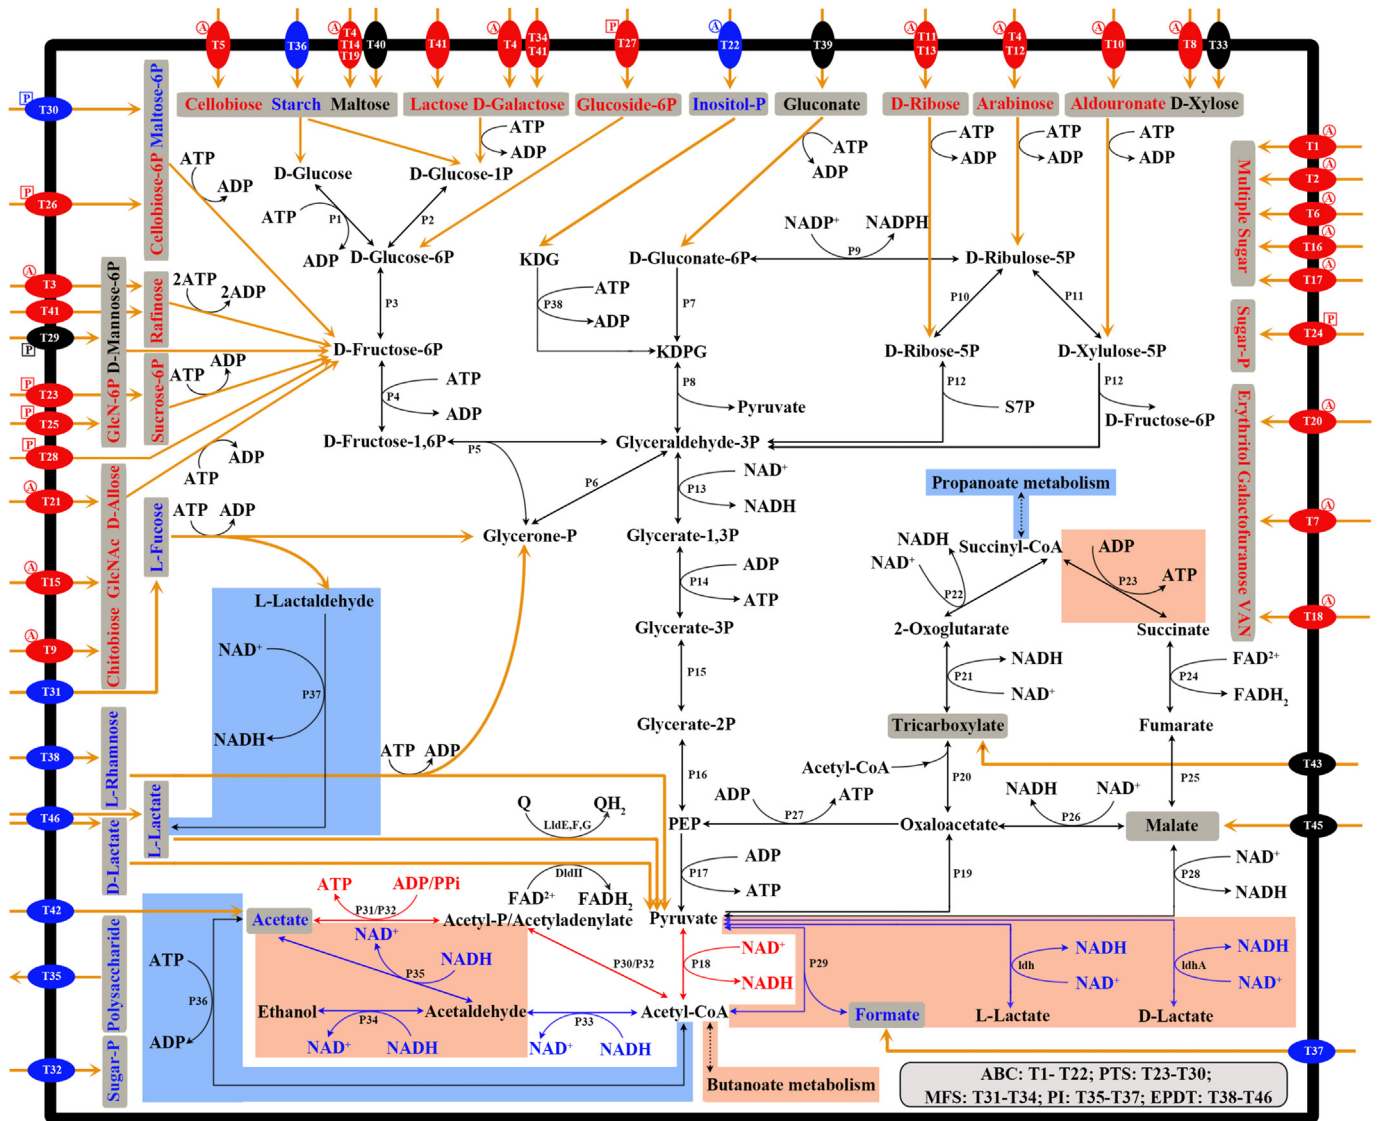 A T5
T36
A T4 T14 T19
T40
T41
A T4
T34 T41
P T27
A T22
T39
A T11 T13
A T4 T12
A T10
A T8
T33
Cellobiose Starch Maltose
Lactose D-Galactose
Glucoside-6P
Inositol-P
Gluconate
D-Ribose
Arabinose
Aldouronate D-Xylose
P T30
P T26
A T3
T41
T29 P
P T23
P T25
P T28
A T21
A T15
A T9
T31
T38
T46
T42
T35
T32
Cellobiose-6P Maltose-6P
GlcN-6P D-Mannose-6P
Rafinose
Sucrose-6P
Chitobiose GlcNAc D-Allose
L-Fucose
L-Rhamnose
D-Lactate
L-Lactate
Polysaccharide
Sugar-P
A T1
A T2
A T6
A T16
A T17
P T24
A T20
A T7
A T18
T43
T45
T37
Multiple Sugar
Sugar-P
Erythritol Galactofuranose VAN
ATP ADP
ATP ADP
ATP ADP
ATP ADP
ATP ADP
ATP ADP
D-Glucose
D-Glucose-1P
ATP P1 ADP
P2
D-Glucose-6P
KDG
D-Gluconate-6P
NADP+ NADPH
P9
D-Ribulose-5P
2ATP 2ADP
P3
P38 ATP ADP
P7
P10
P11
D-Fructose-6P
KDPG
D-Ribose-5P
D-Xylulose-5P
ATP ADP
P4 ATP ADP
P8 Pyruvate
P12 S7P
P12 D-Fructose-6P
D-Fructose-1,6P
P5
Glyceraldehyde-3P
ATP ADP
P6
P13 NAD+ NADH
Propanoate metabolism
ATP ADP
Glycerone-P
Glycerate-1,3P
NADH
NAD+
P22
Succinyl-CoA
ADP
P23
ATP
P14 ADP ATP
L-Lactaldehyde
Glycerate-3P
2-Oxoglutarate
Succinate
NAD+
P37
NADH
P15
P21 NADH NAD+
P24 FAD2+ FADH2
Glycerate-2P
Tricarboxylate
Fumarate
ATP ADP
P16
Acetyl-CoA
P20
P25
Q QH2
LldE,F,G
ADP ATP
P27
NADH NAD+
P26
PEP
Oxaloacetate
Malate
P17 ADP ATP
P19
P28 NAD+ NADH
ATP ADP/PPi
P31/P32
DldII
FAD2+ FADH2
Acetate
Acetyl-P/Acetyladenylate
Pyruvate
NAD+
P35
NADH
P30/P32
P18 NAD+ NADH
P29
ldh NADH NAD+
ldhA NADH NAD+
ATP
P36
ADP
Ethanol
Acetaldehyde
Acetyl-CoA
Formate
L-Lactate
D-Lactate
P34
NAD+ NADH
P33
NAD+ NADH
Butanoate metabolism
ABC: T1- T22; PTS: T23-T30;
MFS: T31-T34; PI: T35-T37; EPDT: T38-T46